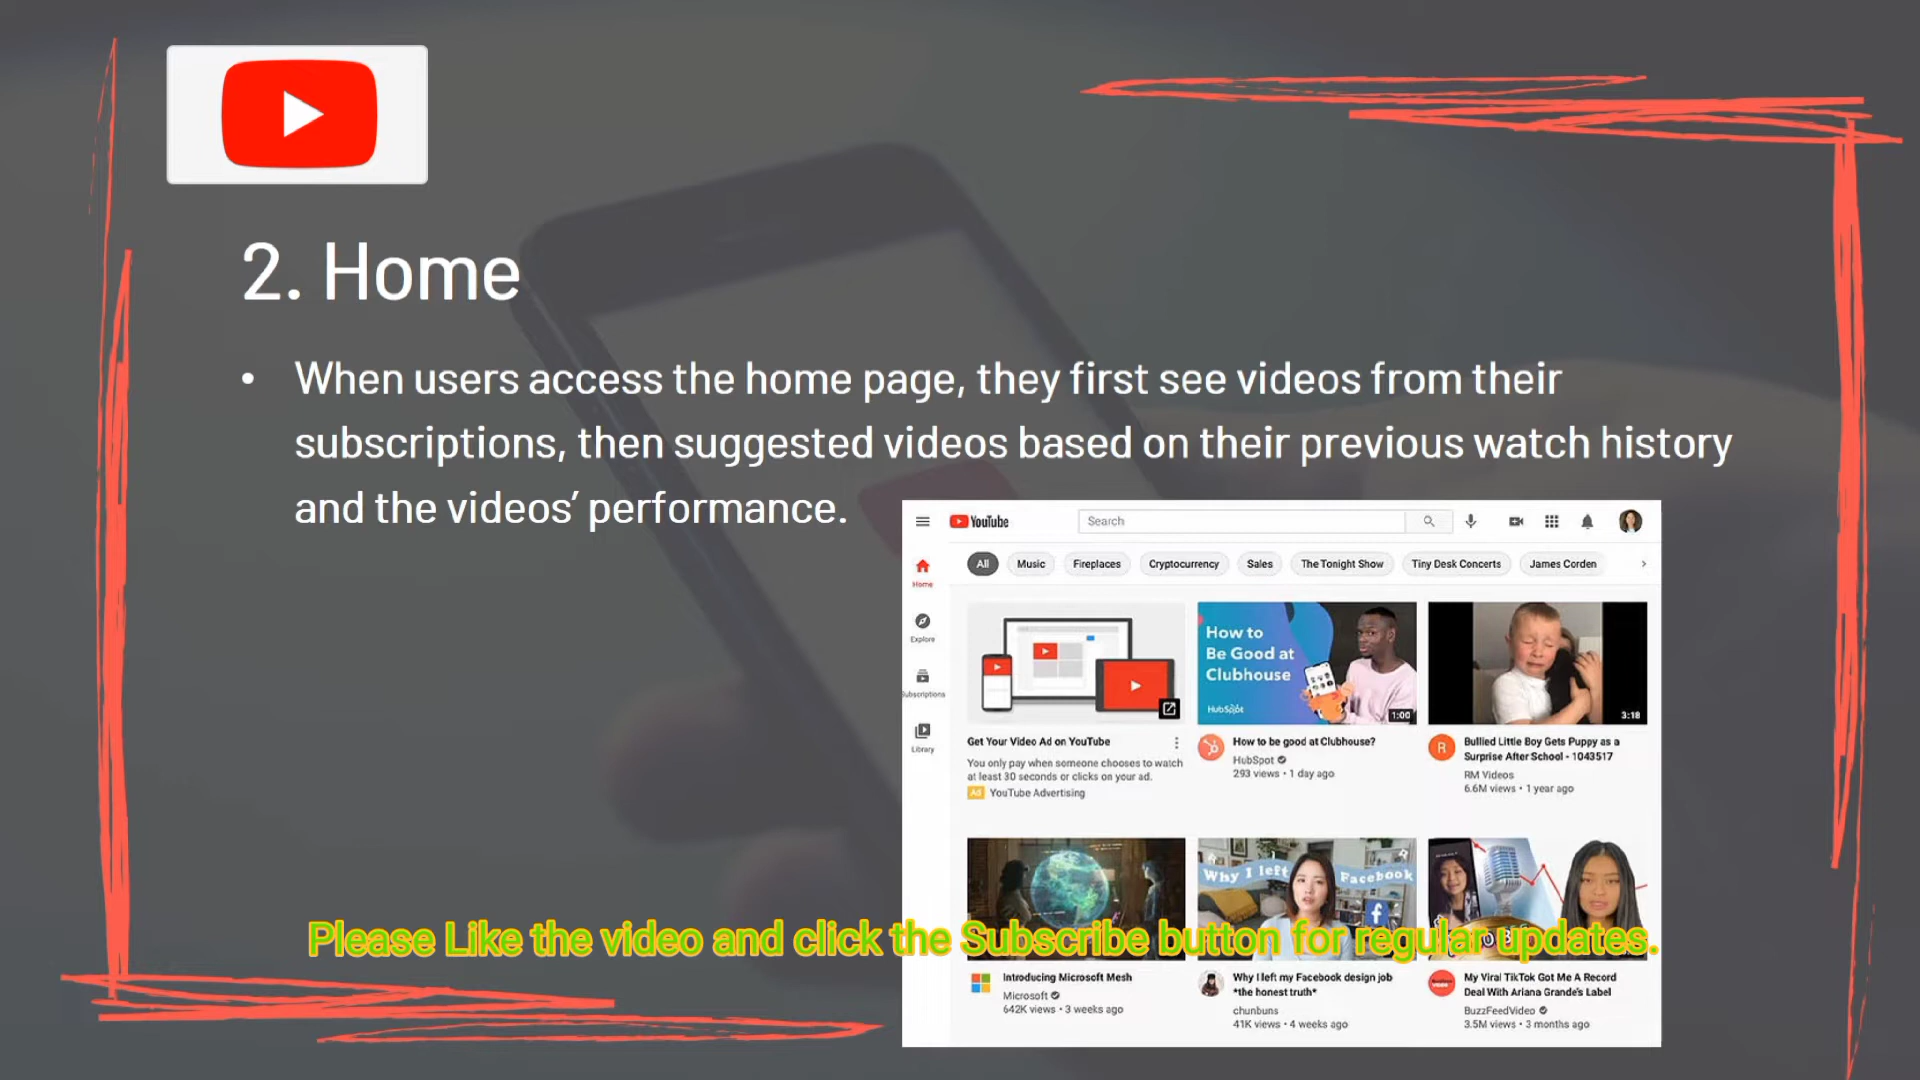 2. Home
• When users access the home page, they first see videos from their
subscriptions, then suggested videos based on their previous watch history
and the videos’ performance.
YouTube
Search
All
Music
Fireplaces
Cryptocurrency
Sales
The Tonight Show
Tiny Desk Concerts
James Corden
Home
Explore
Subscriptions
Library
How to
Be Good at
Clubhouse
HubSpot
1:00
3:18
Get Your Video Ad on YouTube
You only pay when someone chooses to watch
at least 30 seconds or clicks on your ad.
Ad YouTube Advertising
How to be good at Clubhouse?
HubSpot
293 views • 1 day ago
R
Bullied Little Boy Gets Puppy as a
Surprise After School - 1043517
RM Videos
6.6M views • 1 year ago
Why I left Facebook
Please Like the video and click the Subscribe button for regular updates.
Introducing Microsoft Mesh
Microsoft
642K views • 3 weeks ago
Why I left my Facebook design job
*the honest truth*
chunbuns
41K views • 4 weeks ago
My Viral TikTok Got Me A Record
Deal With Ariana Grande's Label
BuzzFeedVideo
3.5M views • 3 months ago